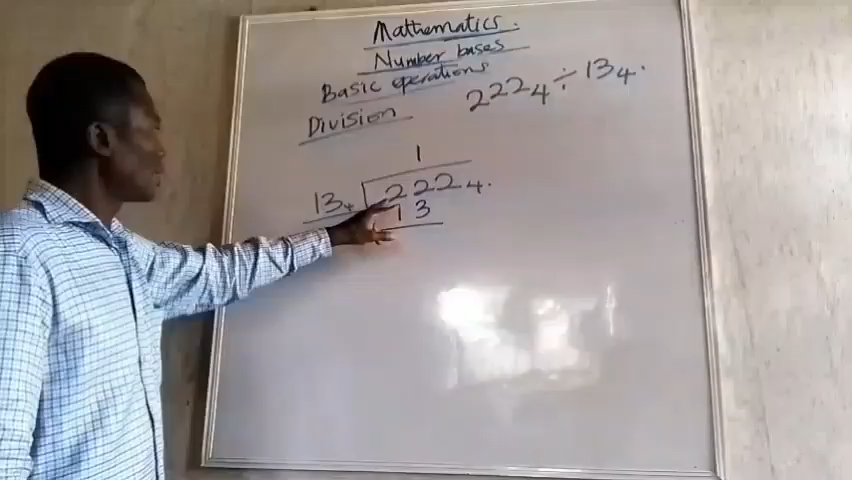 Mathematics.
Number bases
Basic operations
222₄ ÷ 13₄.
Division
1
13₄ 222₄.
13